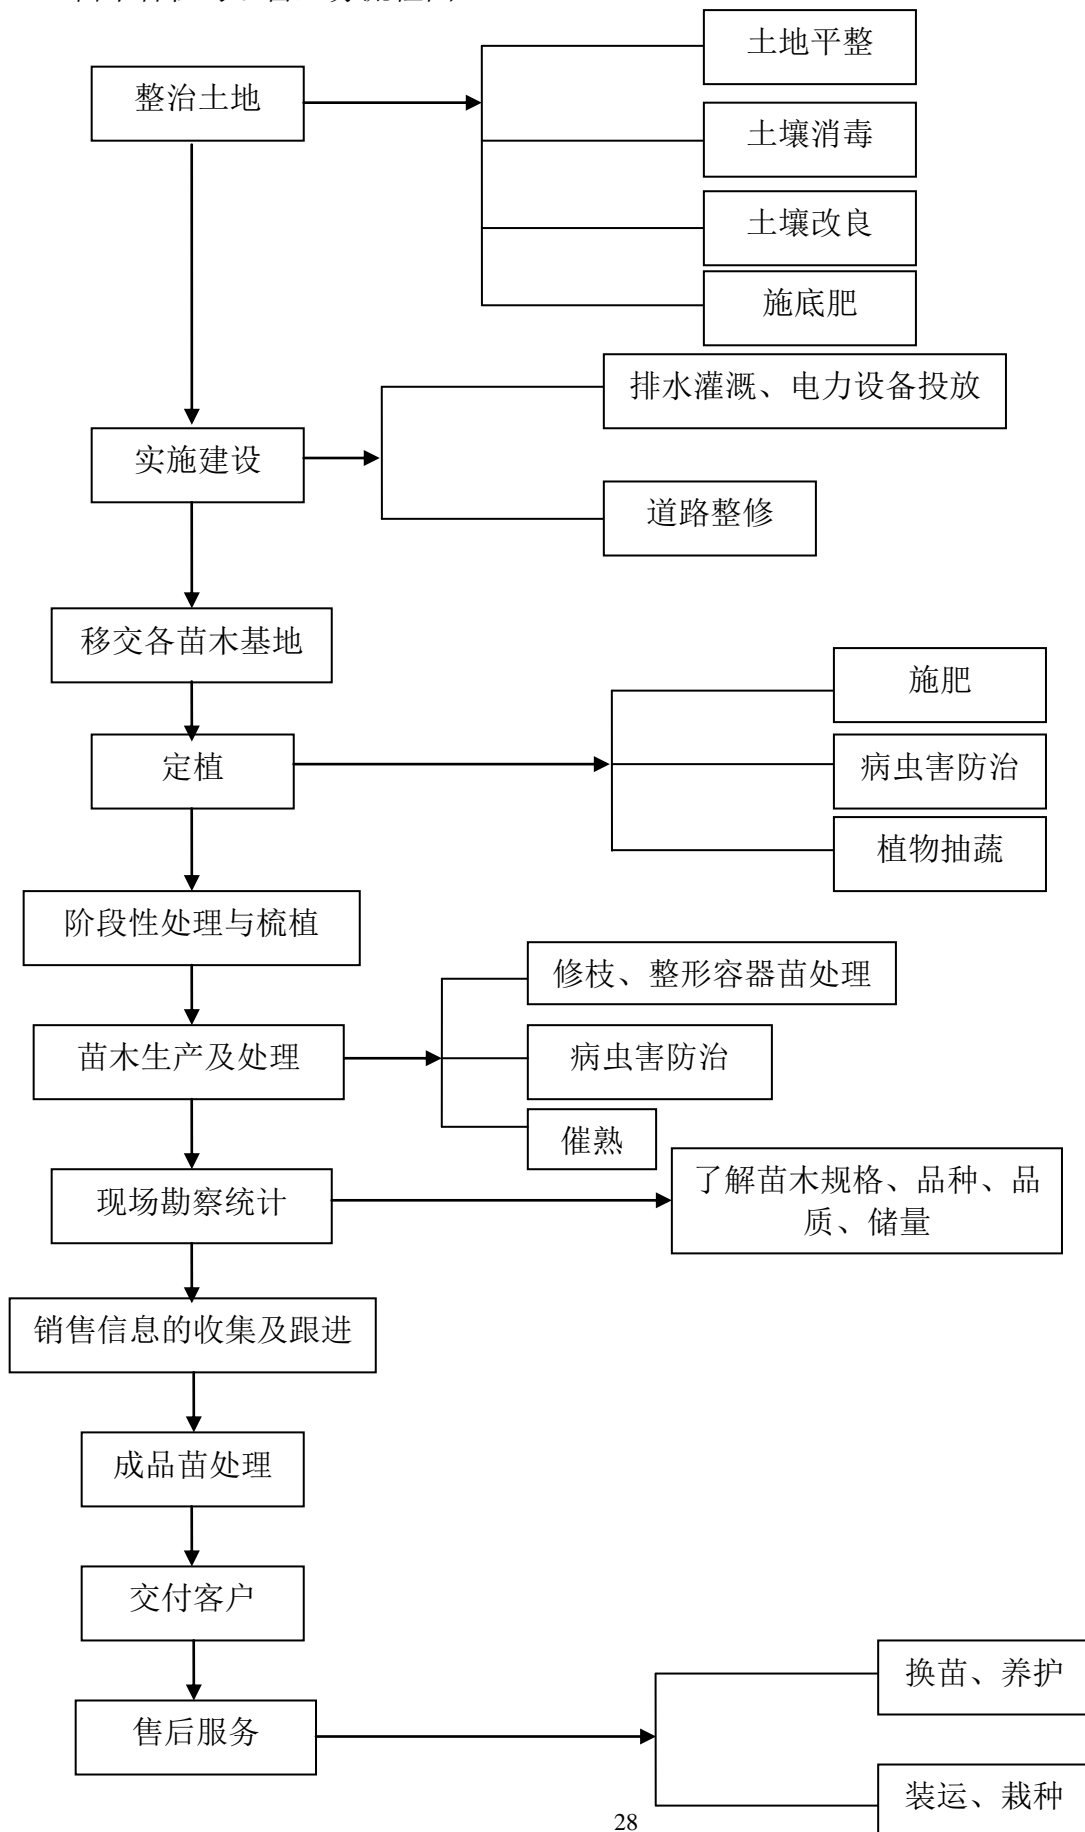 土地平整
整治土地
土壤消毒
土壤改良
施底肥
排水灌溉、电力设备投放
实施建设
道路整修
移交各苗木基地
施肥
定植
病虫害防治
植物抽蔬
阶段性处理与梳植
修枝、整形容器苗处理
苗木生产及处理
病虫害防治
催熟
现场勘察统计
了解苗木规格、品种、品
质、储量
销售信息的收集及跟进
成品苗处理
交付客户
换苗、养护
售后服务
装运、栽种
28